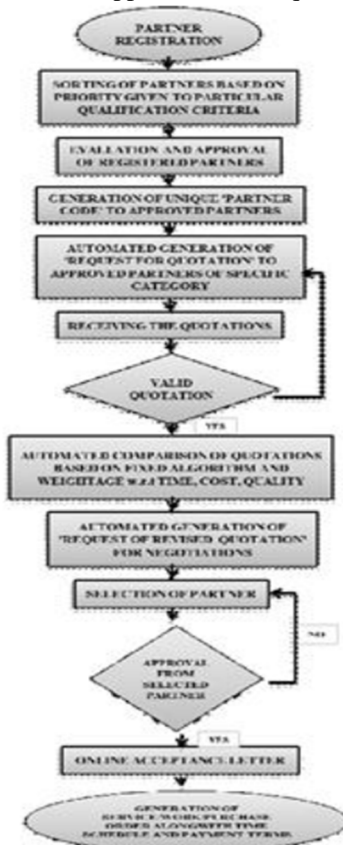 PARTNER
REGISTRATION
SORTING OF PARTNERS BASED ON
PRIORITY GIVEN TO PARTICULAR
QUALIFICATION CRITERIA
EVALUATION AND APPROVAL
OF REGISTERED PARTNERS
GENERATION OF UNIQUE 'PARTNER
CODE' TO APPROVED PARTNERS
AUTOMATED GENERATION OF
'REQUEST FOR QUOTATION' TO
APPROVED PARTNERS OF SPECIFIC
CATEGORY
RECEIVING THE QUOTATIONS
VALID
QUOTATION
YES
AUTOMATED COMPARISON OF QUOTATIONS
BASED ON FIXED ALGORITHM AND
WEIGHTAGE w.r.t TIME, COST, QUALITY
AUTOMATED GENERATION OF
'REQUEST OF REVISED QUOTATION'
FOR NEGOTIATIONS
SELECTION OF PARTNER
NO
APPROVAL
FROM
SELECTED
PARTNER
YES
ONLINE ACCEPTANCE LETTER
GENERATION OF
SERVICE/WORK/PURCHASE
ORDER ALONGWITH TIME
SCHEDULE AND PAYMENT TERMS